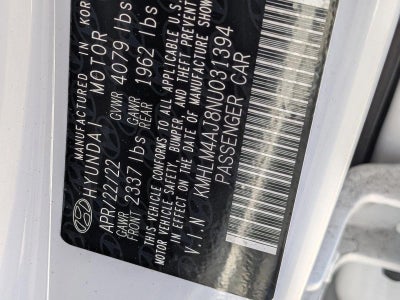 MANUFACTURED IN KOR
HYUNDAI MOTOR
APR/22/22 GVWR 4079 lbs
GAWR FRONT 2337 lbs GAWR REAR 1962 lbs
THIS VEHICLE CONFORMS TO ALL APPLICABLE U.S.
MOTOR VEHICLE SAFETY, BUMPER, AND THEFT PREVENT
IN EFFECT ON THE DATE OF MANUFACTURE SHOWN
V.I.N KMHLM4AJ8NU031394
PASSENGER CAR